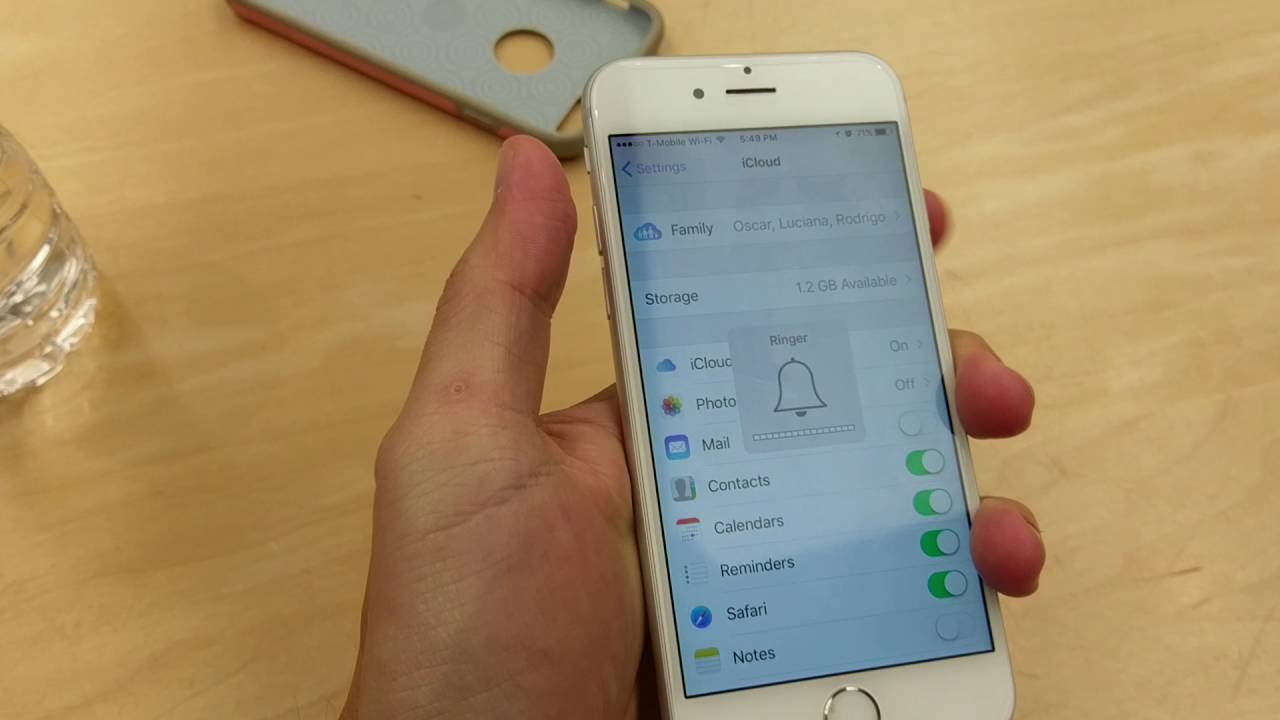 T-Mobile Wi-Fi 5:49 PM 71%
Settings iCloud
Family Oscar, Luciana, Rodrigo
Storage 1.2 GB Available
Ringer
iCloud On
Photo Off
Mail
Contacts
Calendars
Reminders
Safari
Notes